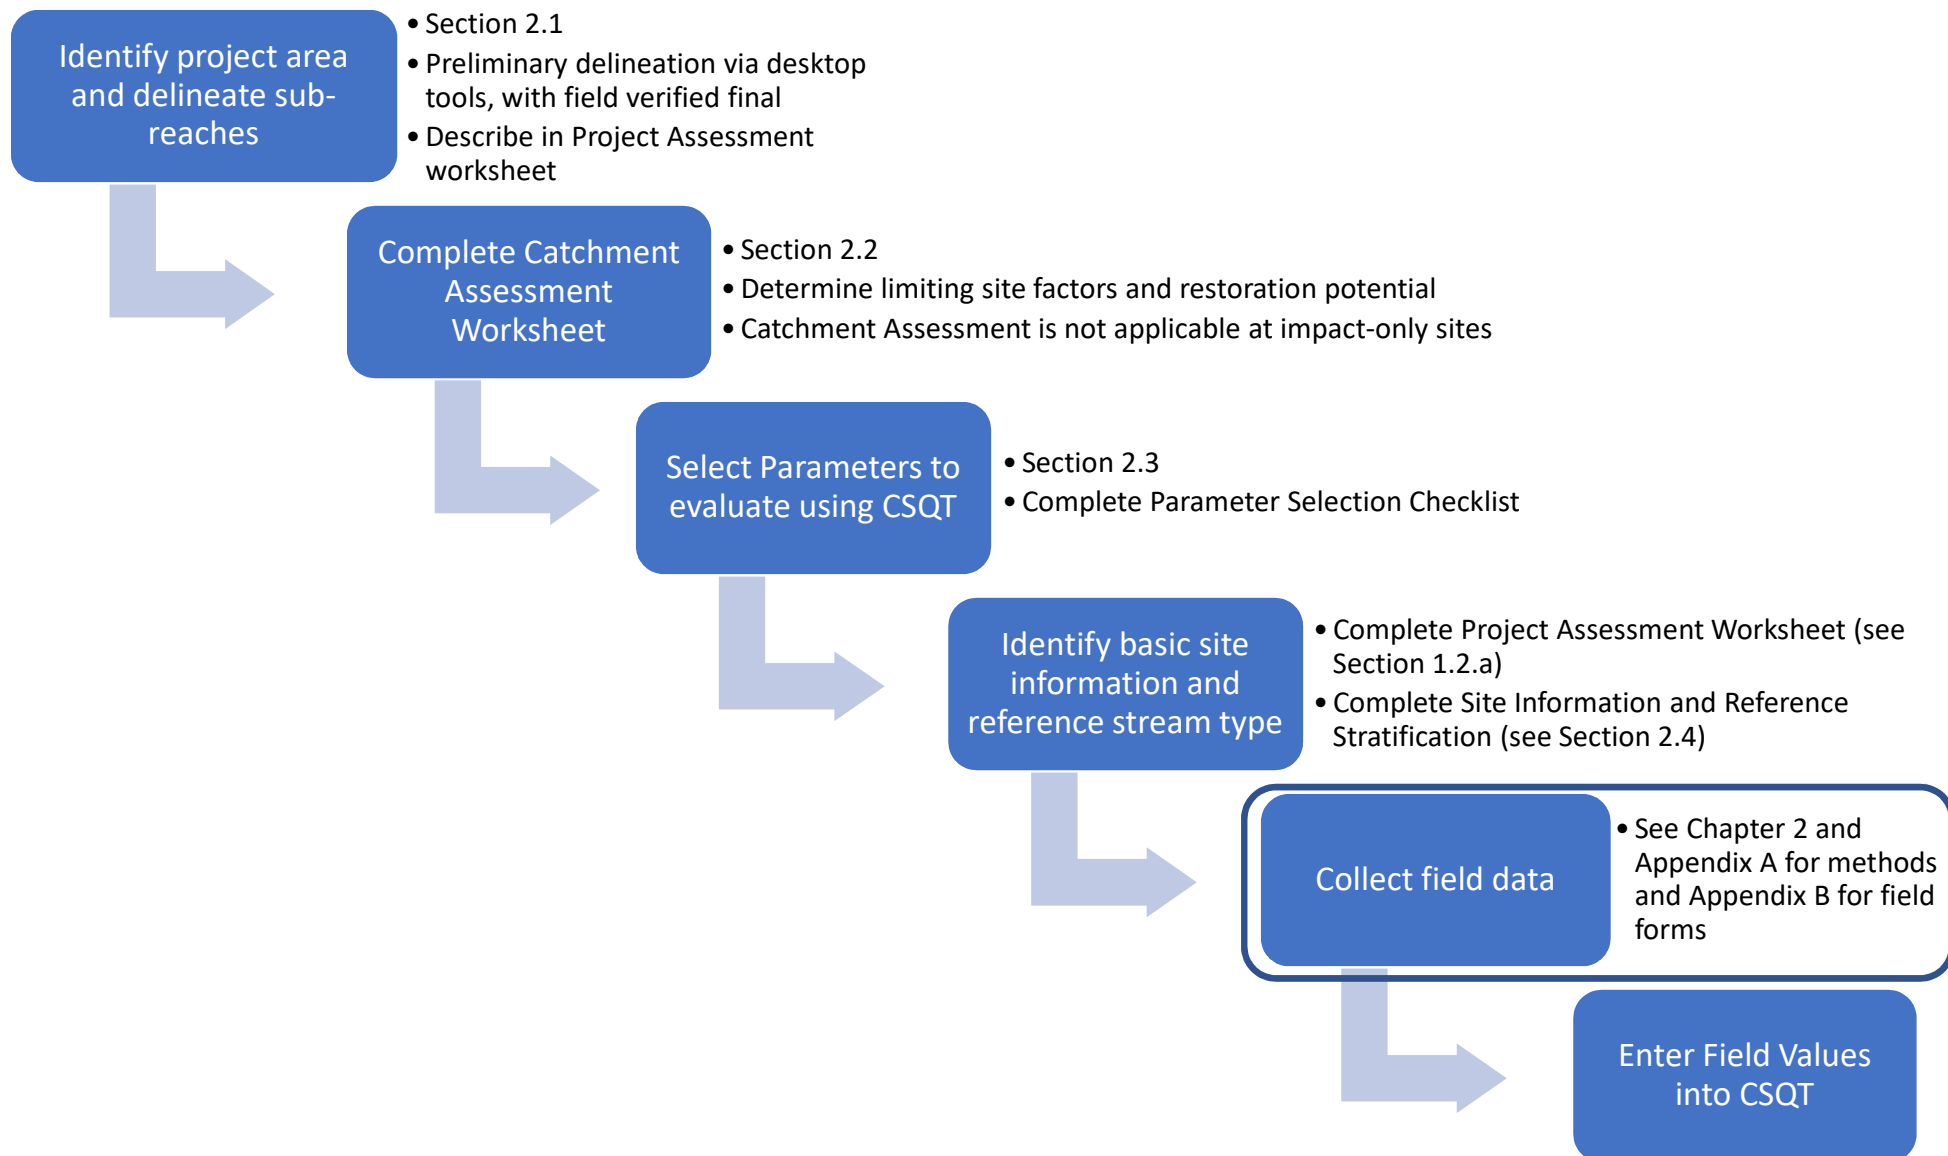 Identify project area
and delineate sub-
reaches
• Section 2.1
• Preliminary delineation via desktop
tools, with field verified final
• Describe in Project Assessment
worksheet
Complete Catchment
Assessment
Worksheet
• Section 2.2
• Determine limiting site factors and restoration potential
• Catchment Assessment is not applicable at impact-only sites
Select Parameters to
evaluate using CSQT
• Section 2.3
• Complete Parameter Selection Checklist
Identify basic site
information and
reference stream type
• Complete Project Assessment Worksheet (see
Section 1.2.a)
• Complete Site Information and Reference
Stratification (see Section 2.4)
Collect field data
• See Chapter 2 and
Appendix A for methods
and Appendix B for field
forms
Enter Field Values
into CSQT